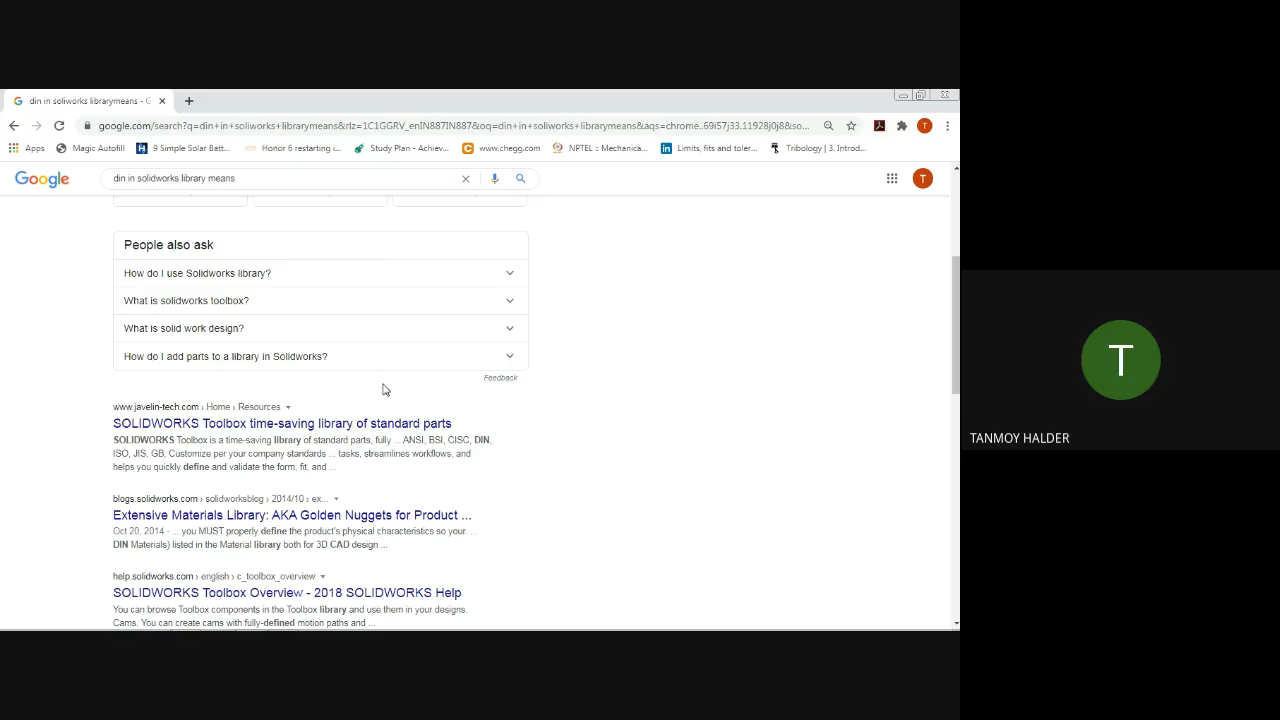 din in soliworks librarymeans - G
google.com/search?q=din+in+soliworks+librarymeans&rlz=1C1GGRV_enIN887IN887&oq=din+in+soliworks+librarymeans&aqs=chrome..69i57j33.11928j0j8&so...
Apps Magic Autofill 9 Simple Solar Batt... Honor 6 restarting i... Study Plan - Achiev... www.chegg.com NPTEL :: Mechanica... Limits, fits and toler... Tribology | 3. Introd...
Google din in solidworks library means T
People also ask
How do I use Solidworks library?
What is solidworks toolbox?
What is solid work design?
How do I add parts to a library in Solidworks?
Feedback
www.javelin-tech.com › Home › Resources
SOLIDWORKS Toolbox time-saving library of standard parts
SOLIDWORKS Toolbox is a time-saving library of standard parts, fully ... ANSI, BSI, CISC, DIN,
ISO, JIS. GB, Customize per your company standards ... tasks, streamlines workflows, and
helps you quickly define and validate the form, fit, and ...
blogs.solidworks.com › solidworksblog › 2014/10 › ex...
Extensive Materials Library: AKA Golden Nuggets for Product ...
Oct 20, 2014 - ... you MUST properly define the product's physical characteristics so your. ...
DIN Materials) listed in the Material library both for 3D CAD design ...
help.solidworks.com › english › c_toolbox_overview
SOLIDWORKS Toolbox Overview - 2018 SOLIDWORKS Help
You can browse Toolbox components in the Toolbox library and use them in your designs.
Cams. You can create cams with fully-defined motion paths and ...
T
TANMOY HALDER